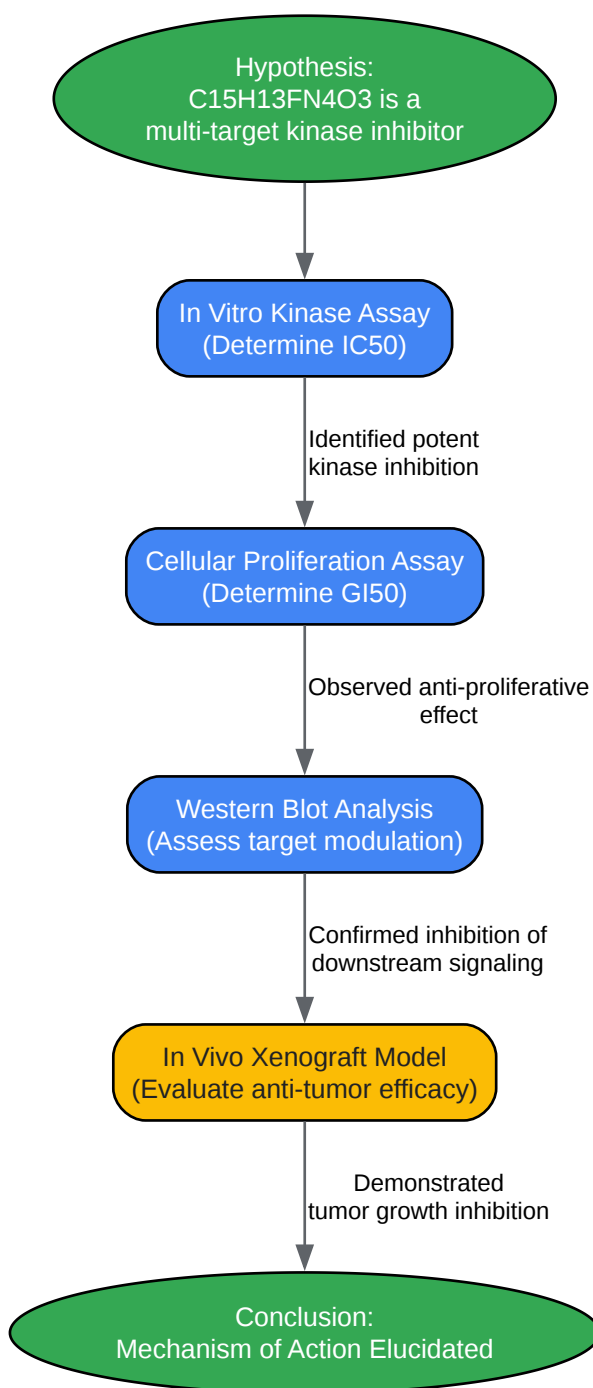 Hypothesis:
C15H13FN4O3 is a
multi-target kinase inhibitor
In Vitro Kinase Assay
(Determine IC50)
Identified potent
kinase inhibition
Cellular Proliferation Assay
(Determine GI50)
Observed anti-proliferative
effect
Western Blot Analysis
(Assess target modulation)
Confirmed inhibition of
downstream signaling
In Vivo Xenograft Model
(Evaluate anti-tumor efficacy)
Demonstrated
tumor growth inhibition
Conclusion:
Mechanism of Action Elucidated